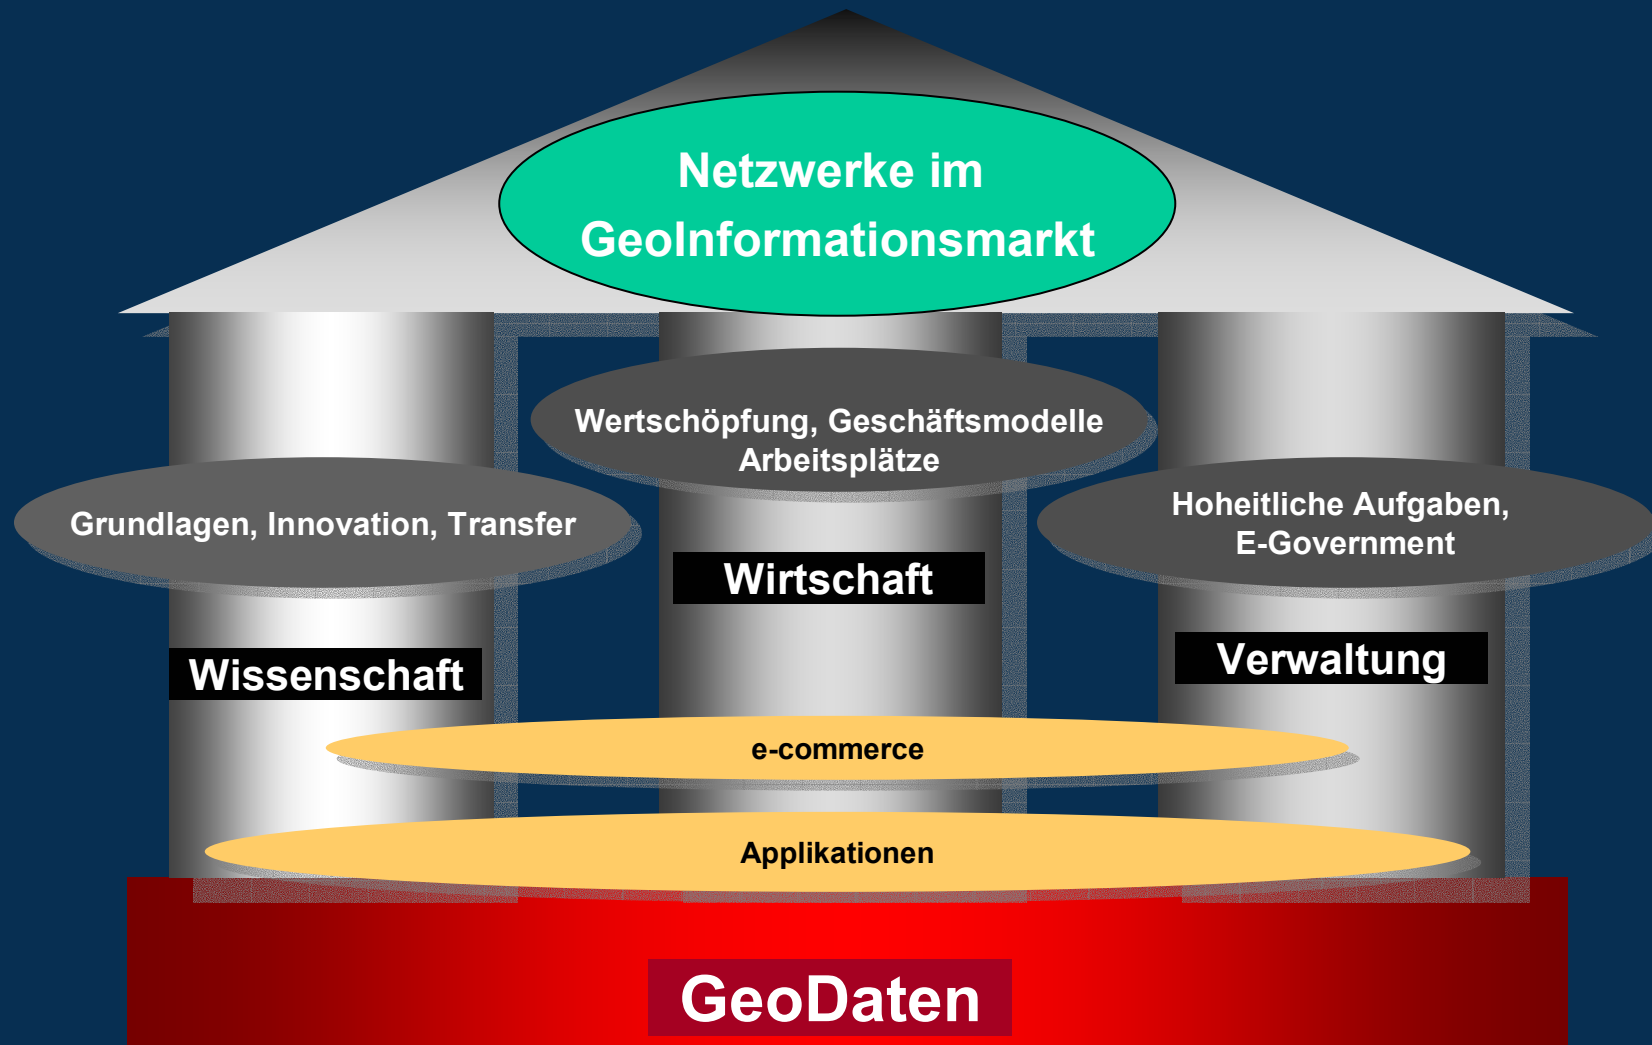 Netzwerke im
GeoInformationsmarkt
Wertschöpfung, Geschäftsmodelle
Arbeitsplätze
Grundlagen, Innovation, Transfer
Hoheitliche Aufgaben,
E-Government
Wirtschaft
Wissenschaft
Verwaltung
e-commerce
Applikationen
GeoDaten